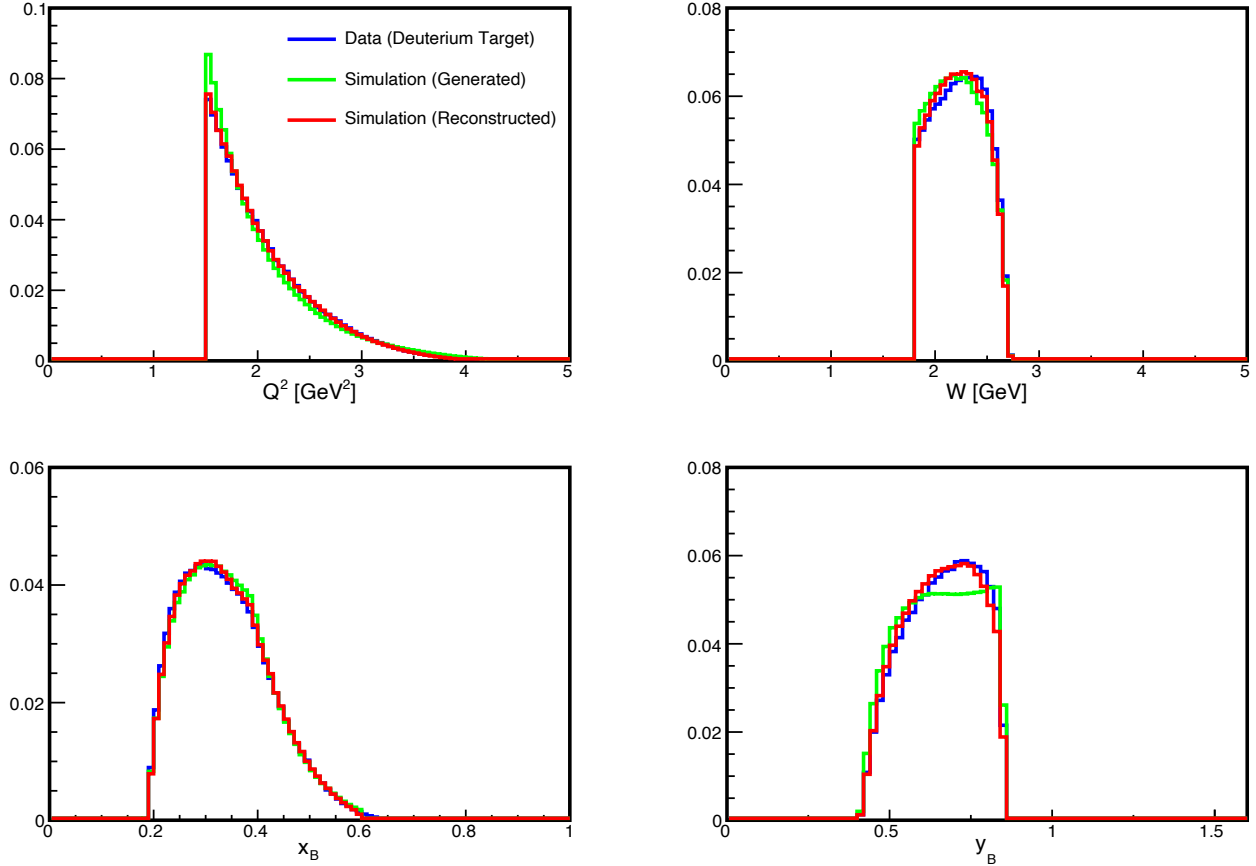 0.1
0.08
0.06
0.04
0.02
0
0 1 2 3 4 5
Q² [GeV²]
Data (Deuterium Target)
Simulation (Generated)
Simulation (Reconstructed)
0.08
0.06
0.04
0.02
0
0 1 2 3 4 5
W [GeV]
0.06
0.04
0.02
0
0 0.2 0.4 0.6 0.8 1
x_B
0.08
0.06
0.04
0.02
0
0 0.5 1 1.5
y_B